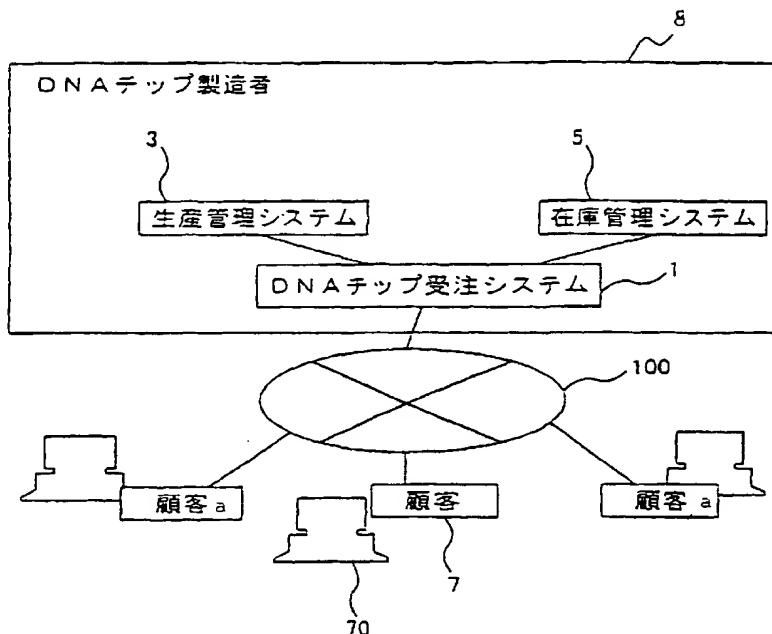 8
DNAチップ製造者
3
5
生産管理システム
在庫管理システム
DNAチップ受注システム
1
100
顧客a
顧客
顧客a
7
70